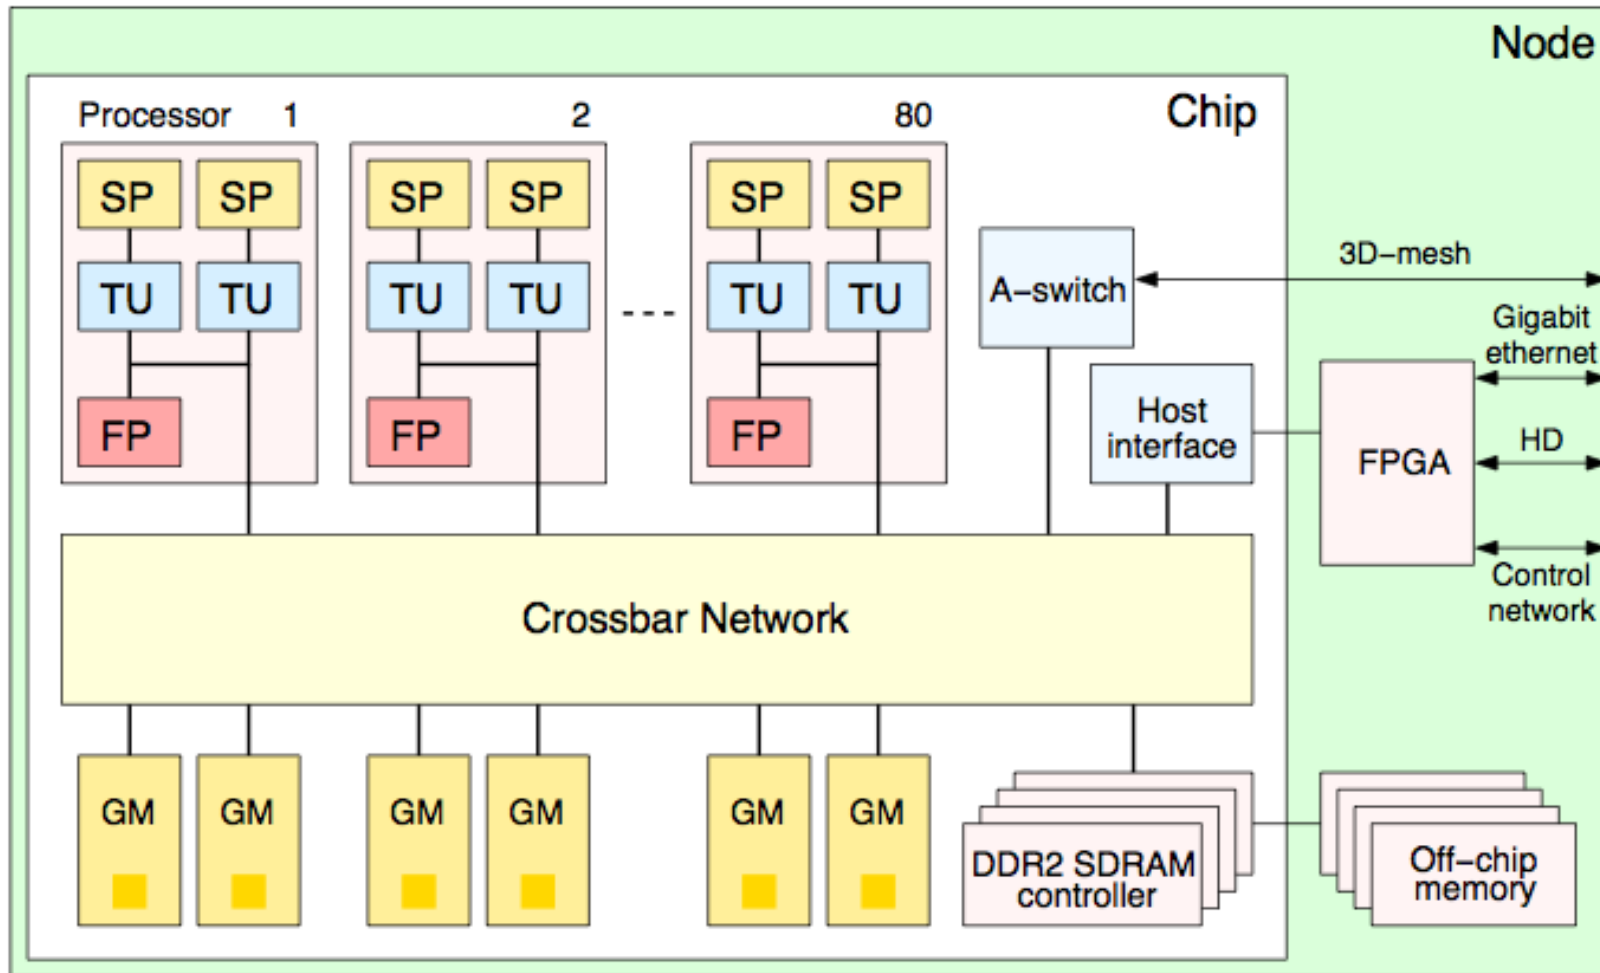 Node
Chip
Processor 1 2 80
SP SP SP SP SP SP
TU TU TU TU TU TU
FP FP FP
A-switch
3D-mesh
Gigabit
ethernet
Host
interface
FPGA
HD
Control
network
Crossbar Network
GM GM GM GM GM GM
DDR2 SDRAM
controller
Off-chip
memory